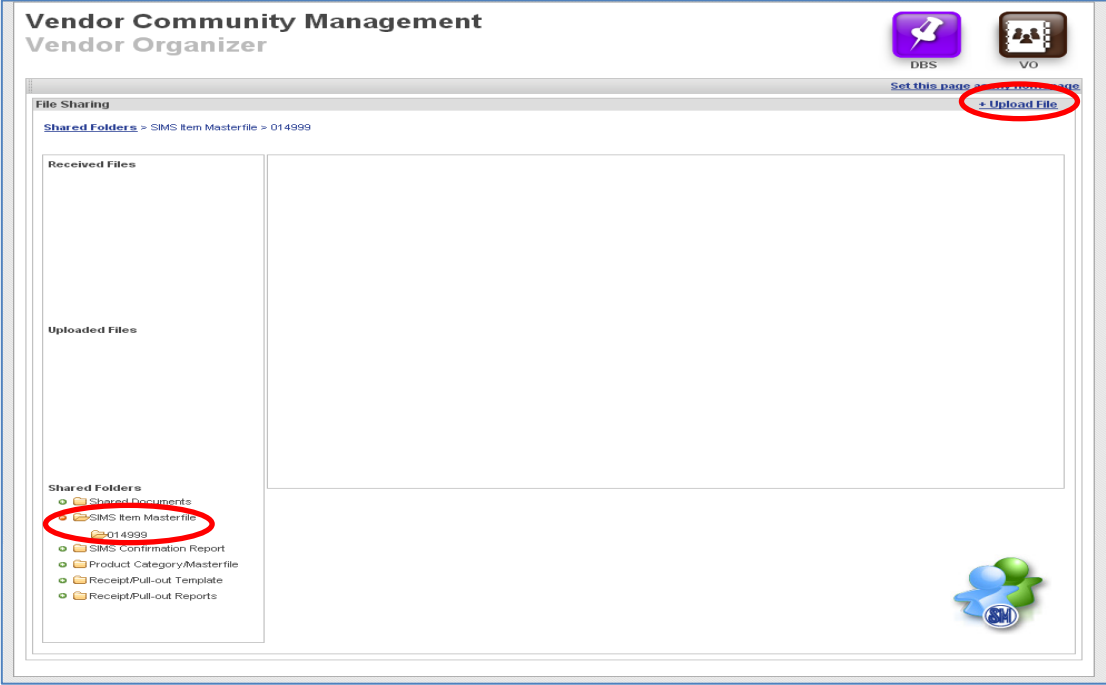 Vendor Community Management
Vendor Organizer
DBS
VO
Set this page as my home page
File Sharing
+ Upload File
Shared Folders > SIMS Item Masterfile > 014999
Received Files
Uploaded Files
Shared Folders
Shared Documents
SIMS Item Masterfile
014999
SIMS Confirmation Report
Product Category/Masterfile
Receipt/Pull-out Template
Receipt/Pull-out Reports
SM